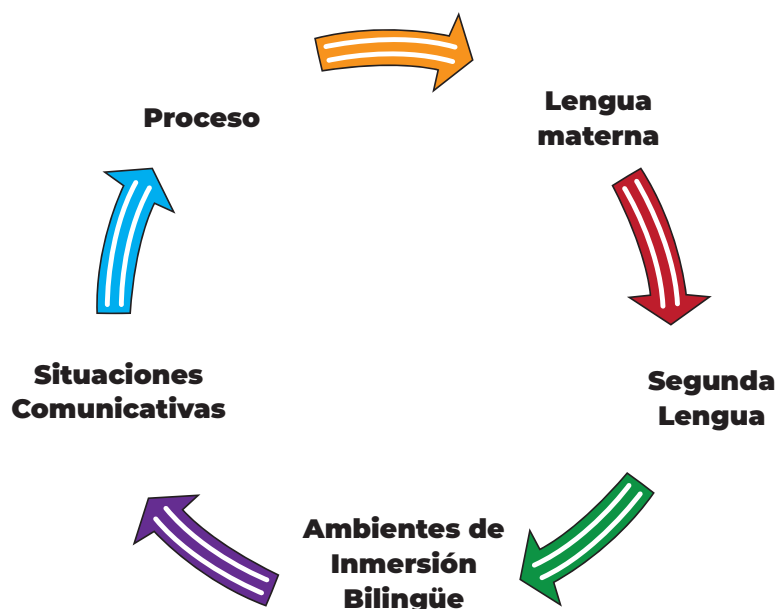 Proceso
Lengua
materna
Segunda
Lengua
Ambientes de
Inmersión
Bilingüe
Situaciones
Comunicativas